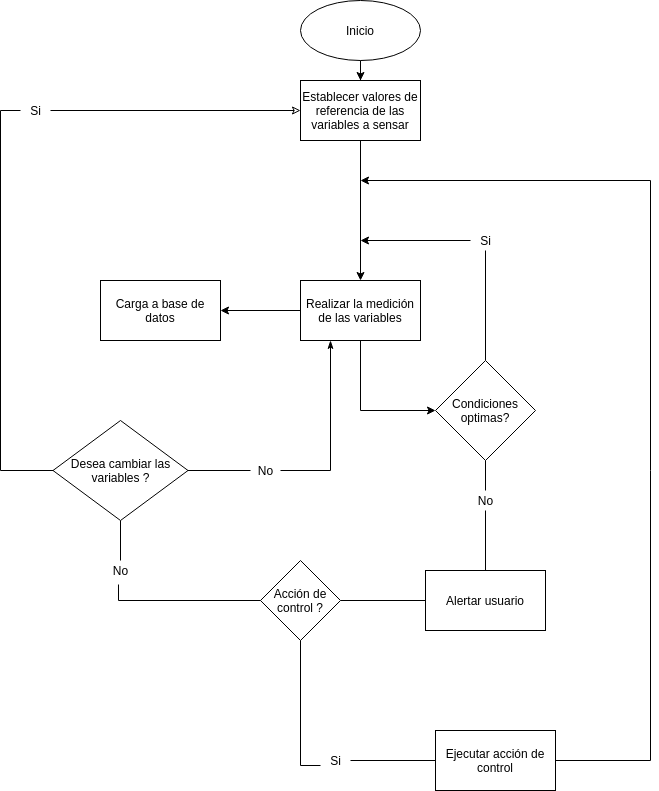 Inicio
Establecer valores de
referencia de las
variables a sensar
Si
Si
Carga a base de
datos
Realizar la medición
de las variables
Condiciones
optimas?
Desea cambiar las
variables ?
No
No
No
Acción de
control ?
Alertar usuario
Si
Ejecutar acción de
control